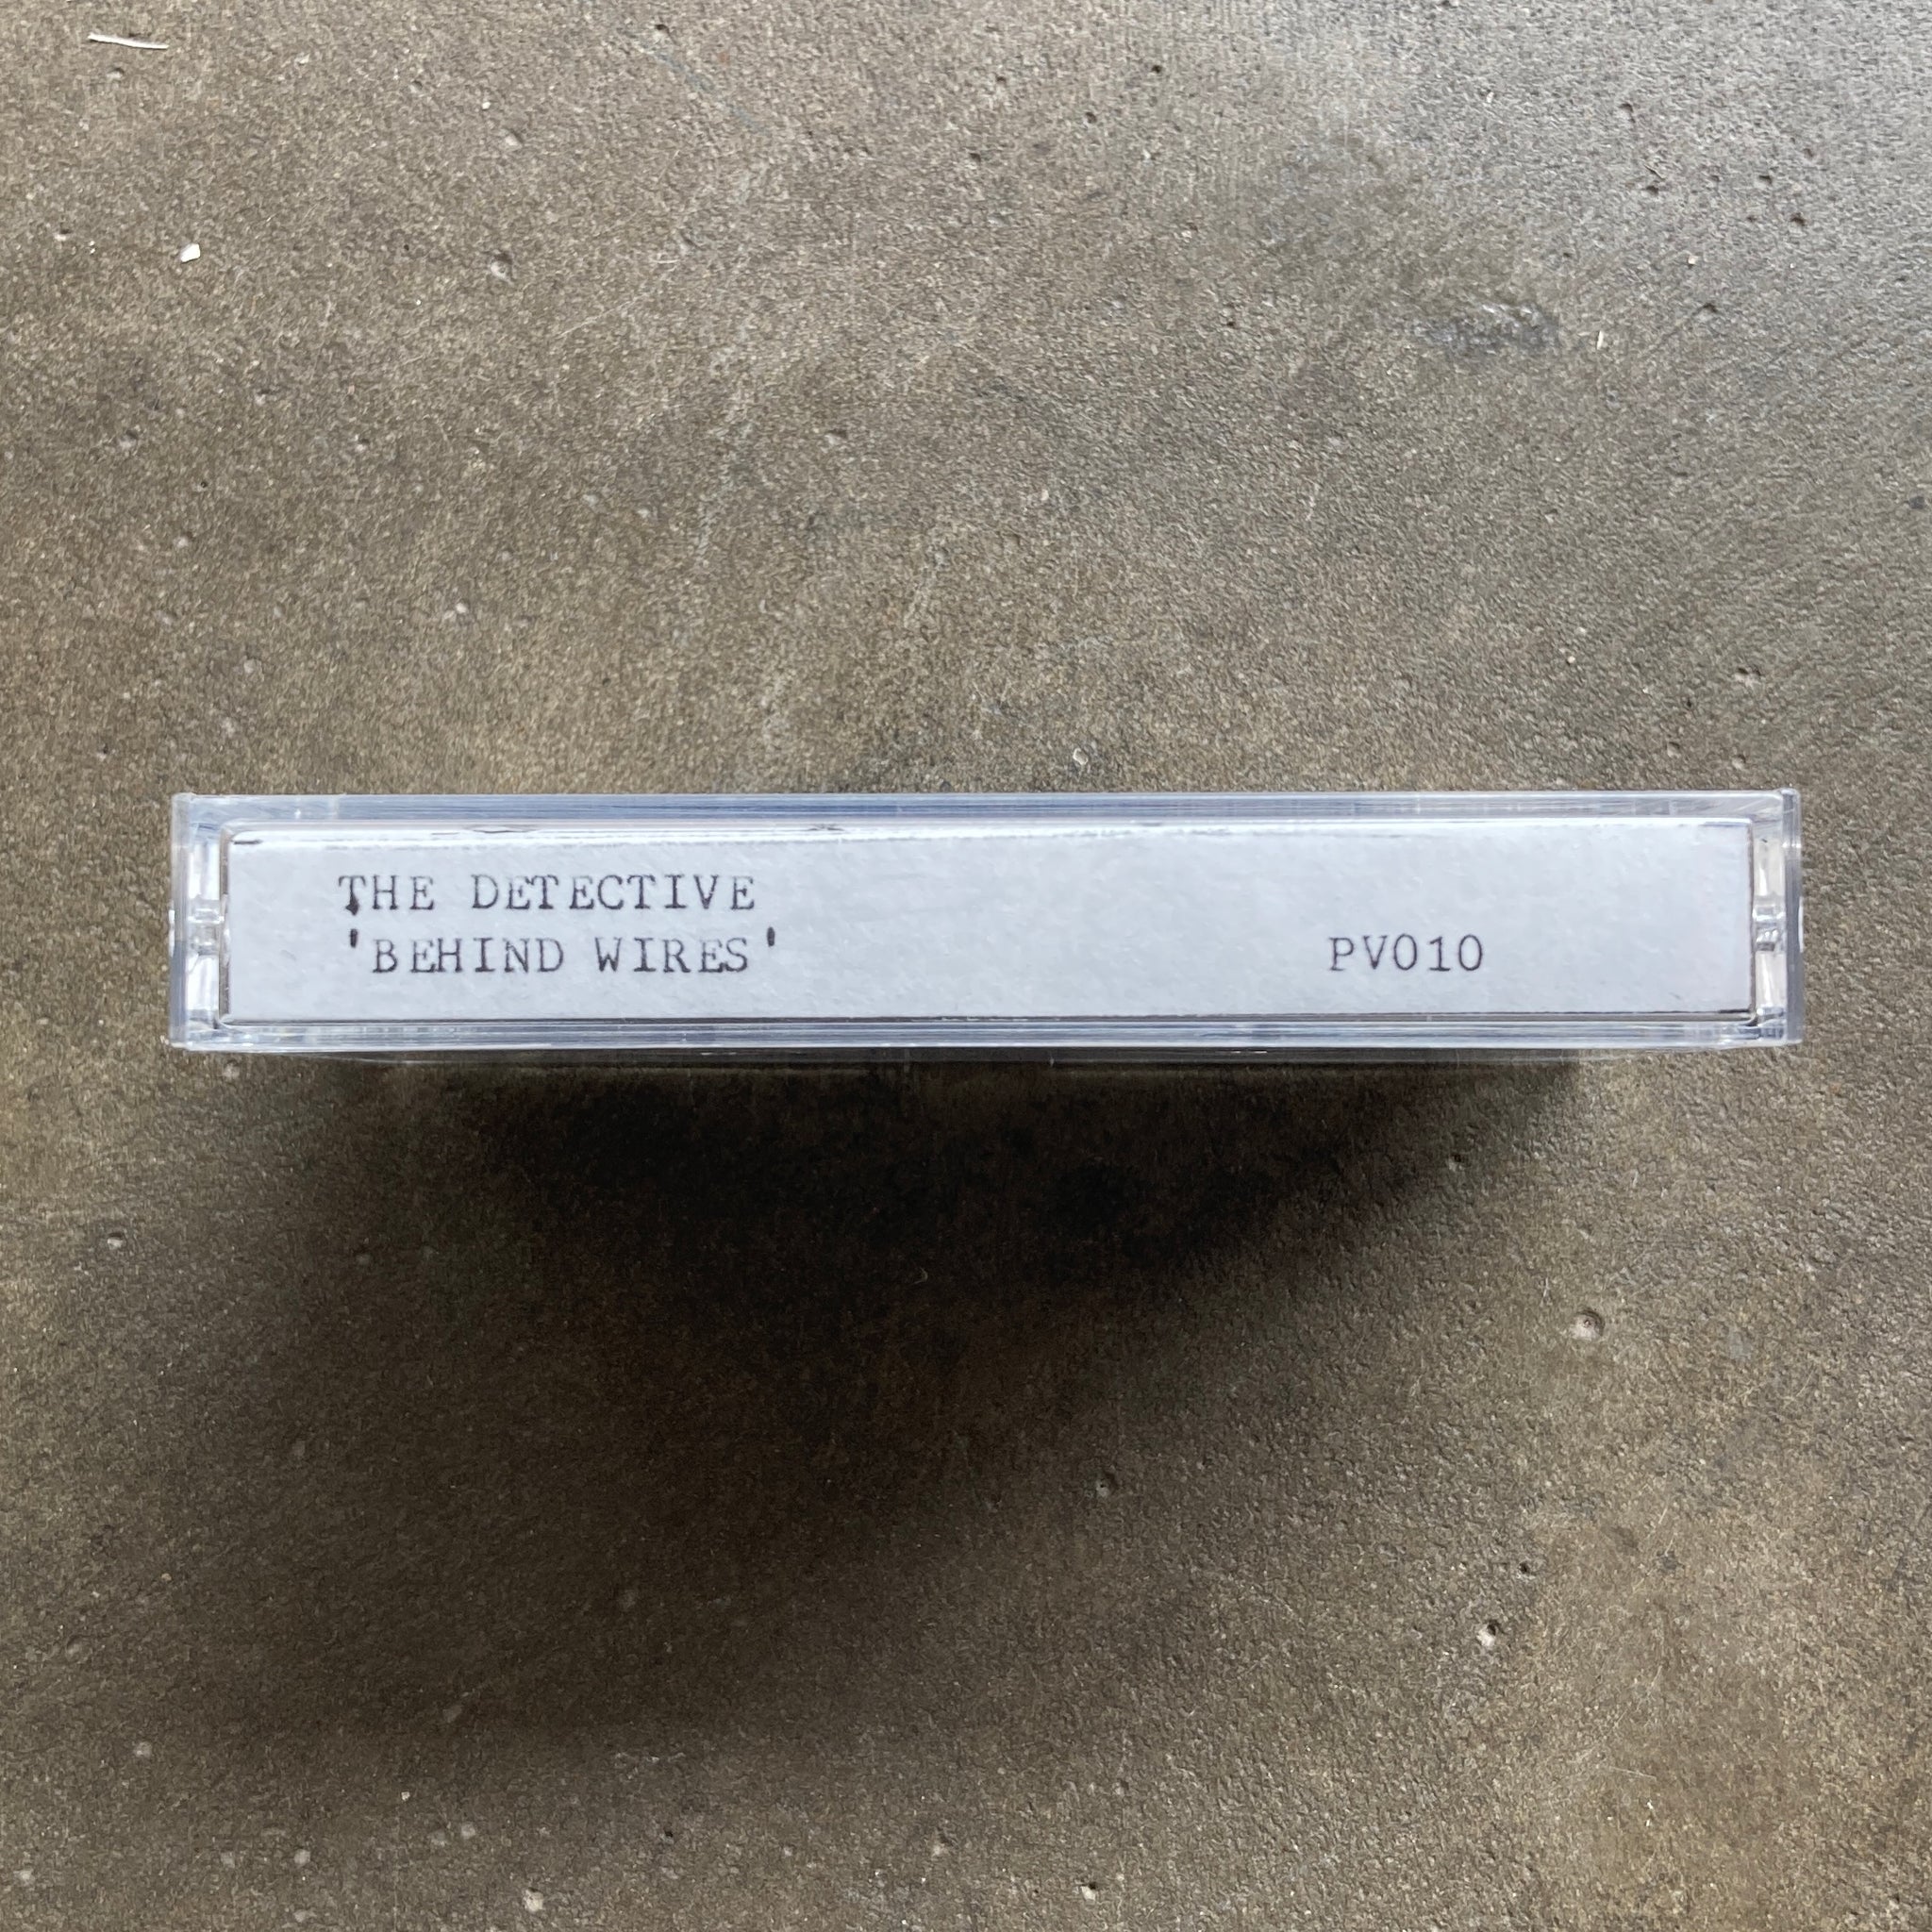 THE DETECTIVE
'BEHIND WIRES'
PV010